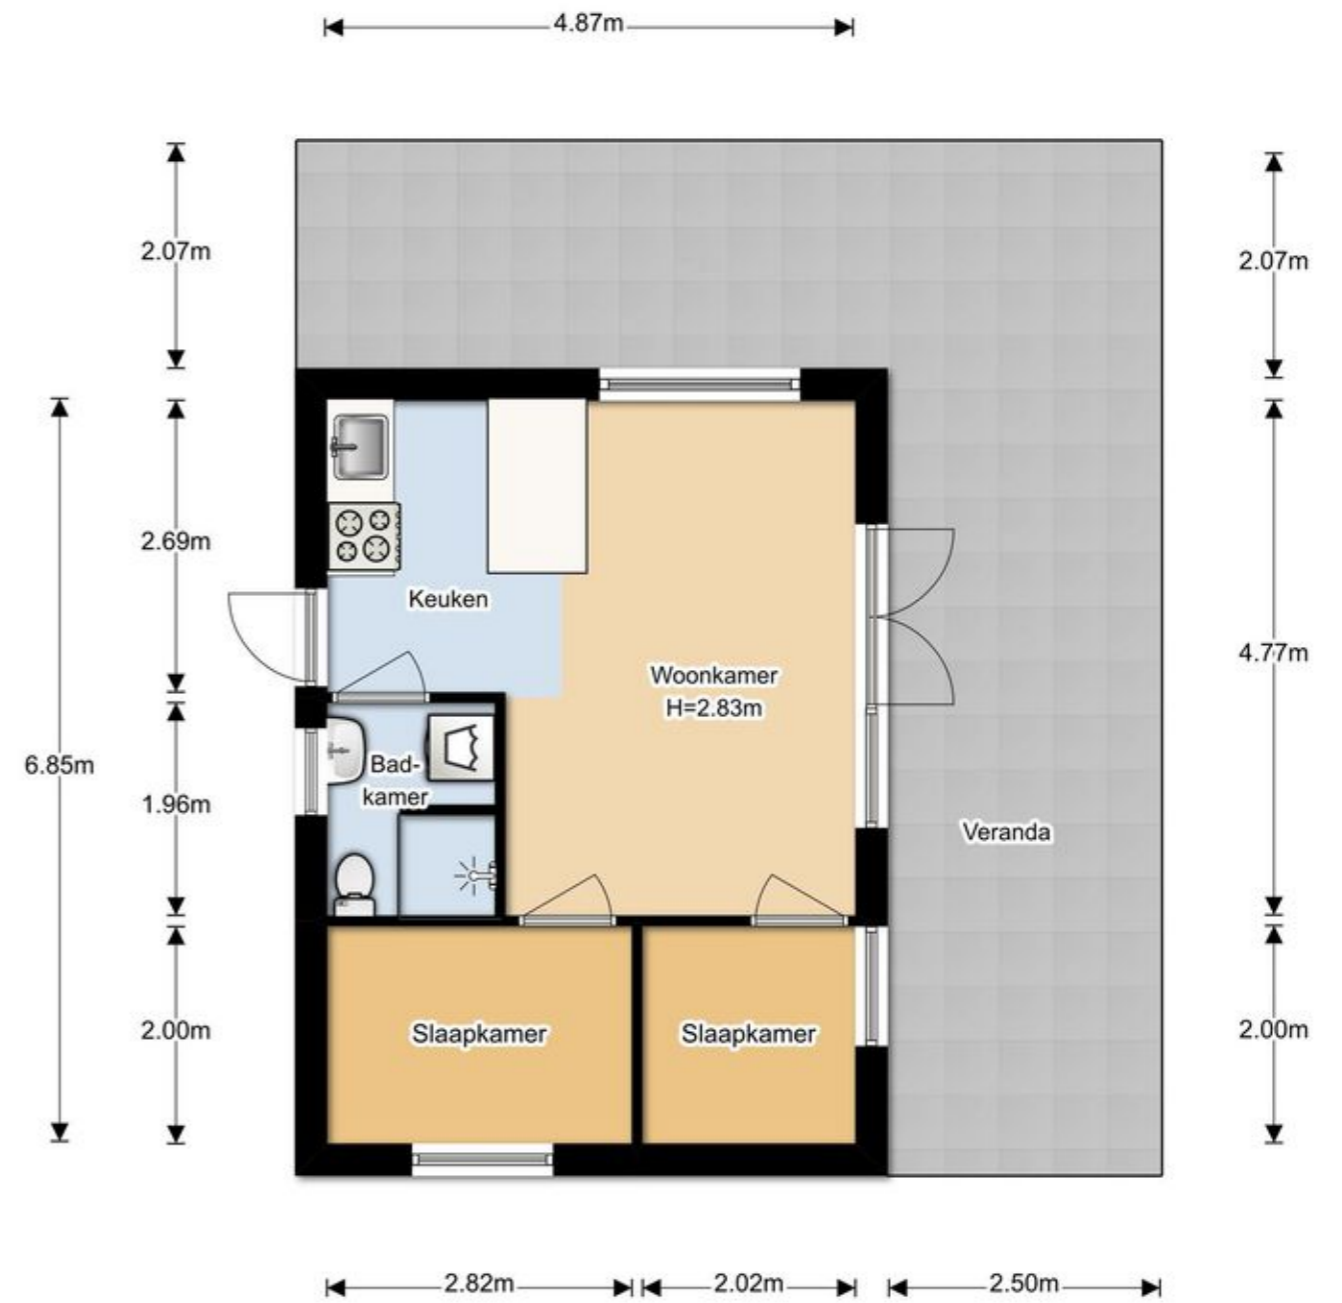 4.87m
2.07m
2.07m
2.69m
Keuken
Woonkamer
H=2.83m
4.77m
6.85m
Bad-
kamer
1.96m
Veranda
2.00m
Slaapkamer
Slaapkamer
2.00m
2.82m
2.02m
2.50m